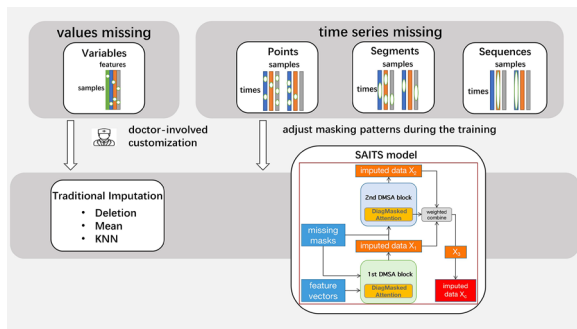 values missing
time series missing
Variables
features
samples
Points
samples
times
Segments
samples
times
Sequences
samples
times
doctor-involved
customization
adjust masking patterns during the training
Traditional Imputation
• Deletion
• Mean
• KNN
SAITS model
imputed data X₂
2nd DMSA block
DiagMasked
Attention
weighted
combine
missing
masks
imputed data X₁
X₃
1st DMSA block
feature
vectors
DiagMasked
Attention
imputed
data Xc